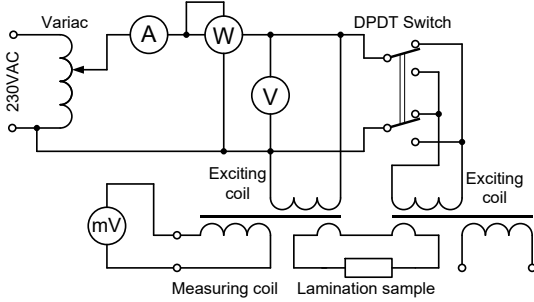 Variac
DPDT Switch
230VAC
A
W
V
Exciting
coil
Exciting
coil
mV
Measuring coil
Lamination sample